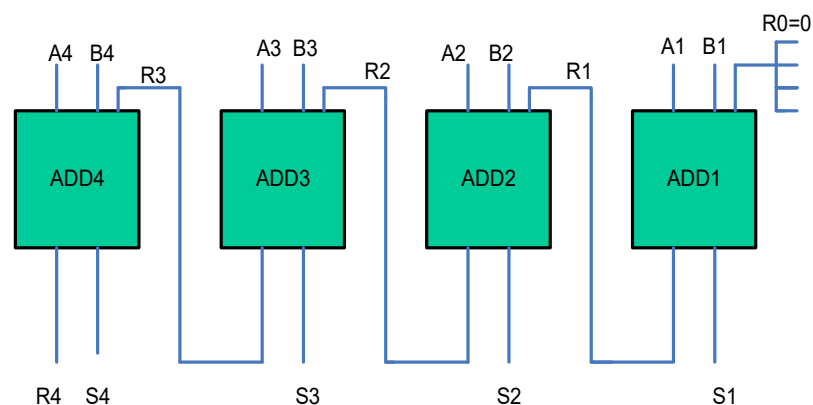 R0=0
A4 B4 R3 A3 B3 R2 A2 B2 R1 A1 B1
ADD4 ADD3 ADD2 ADD1
R4 S4 S3 S2 S1